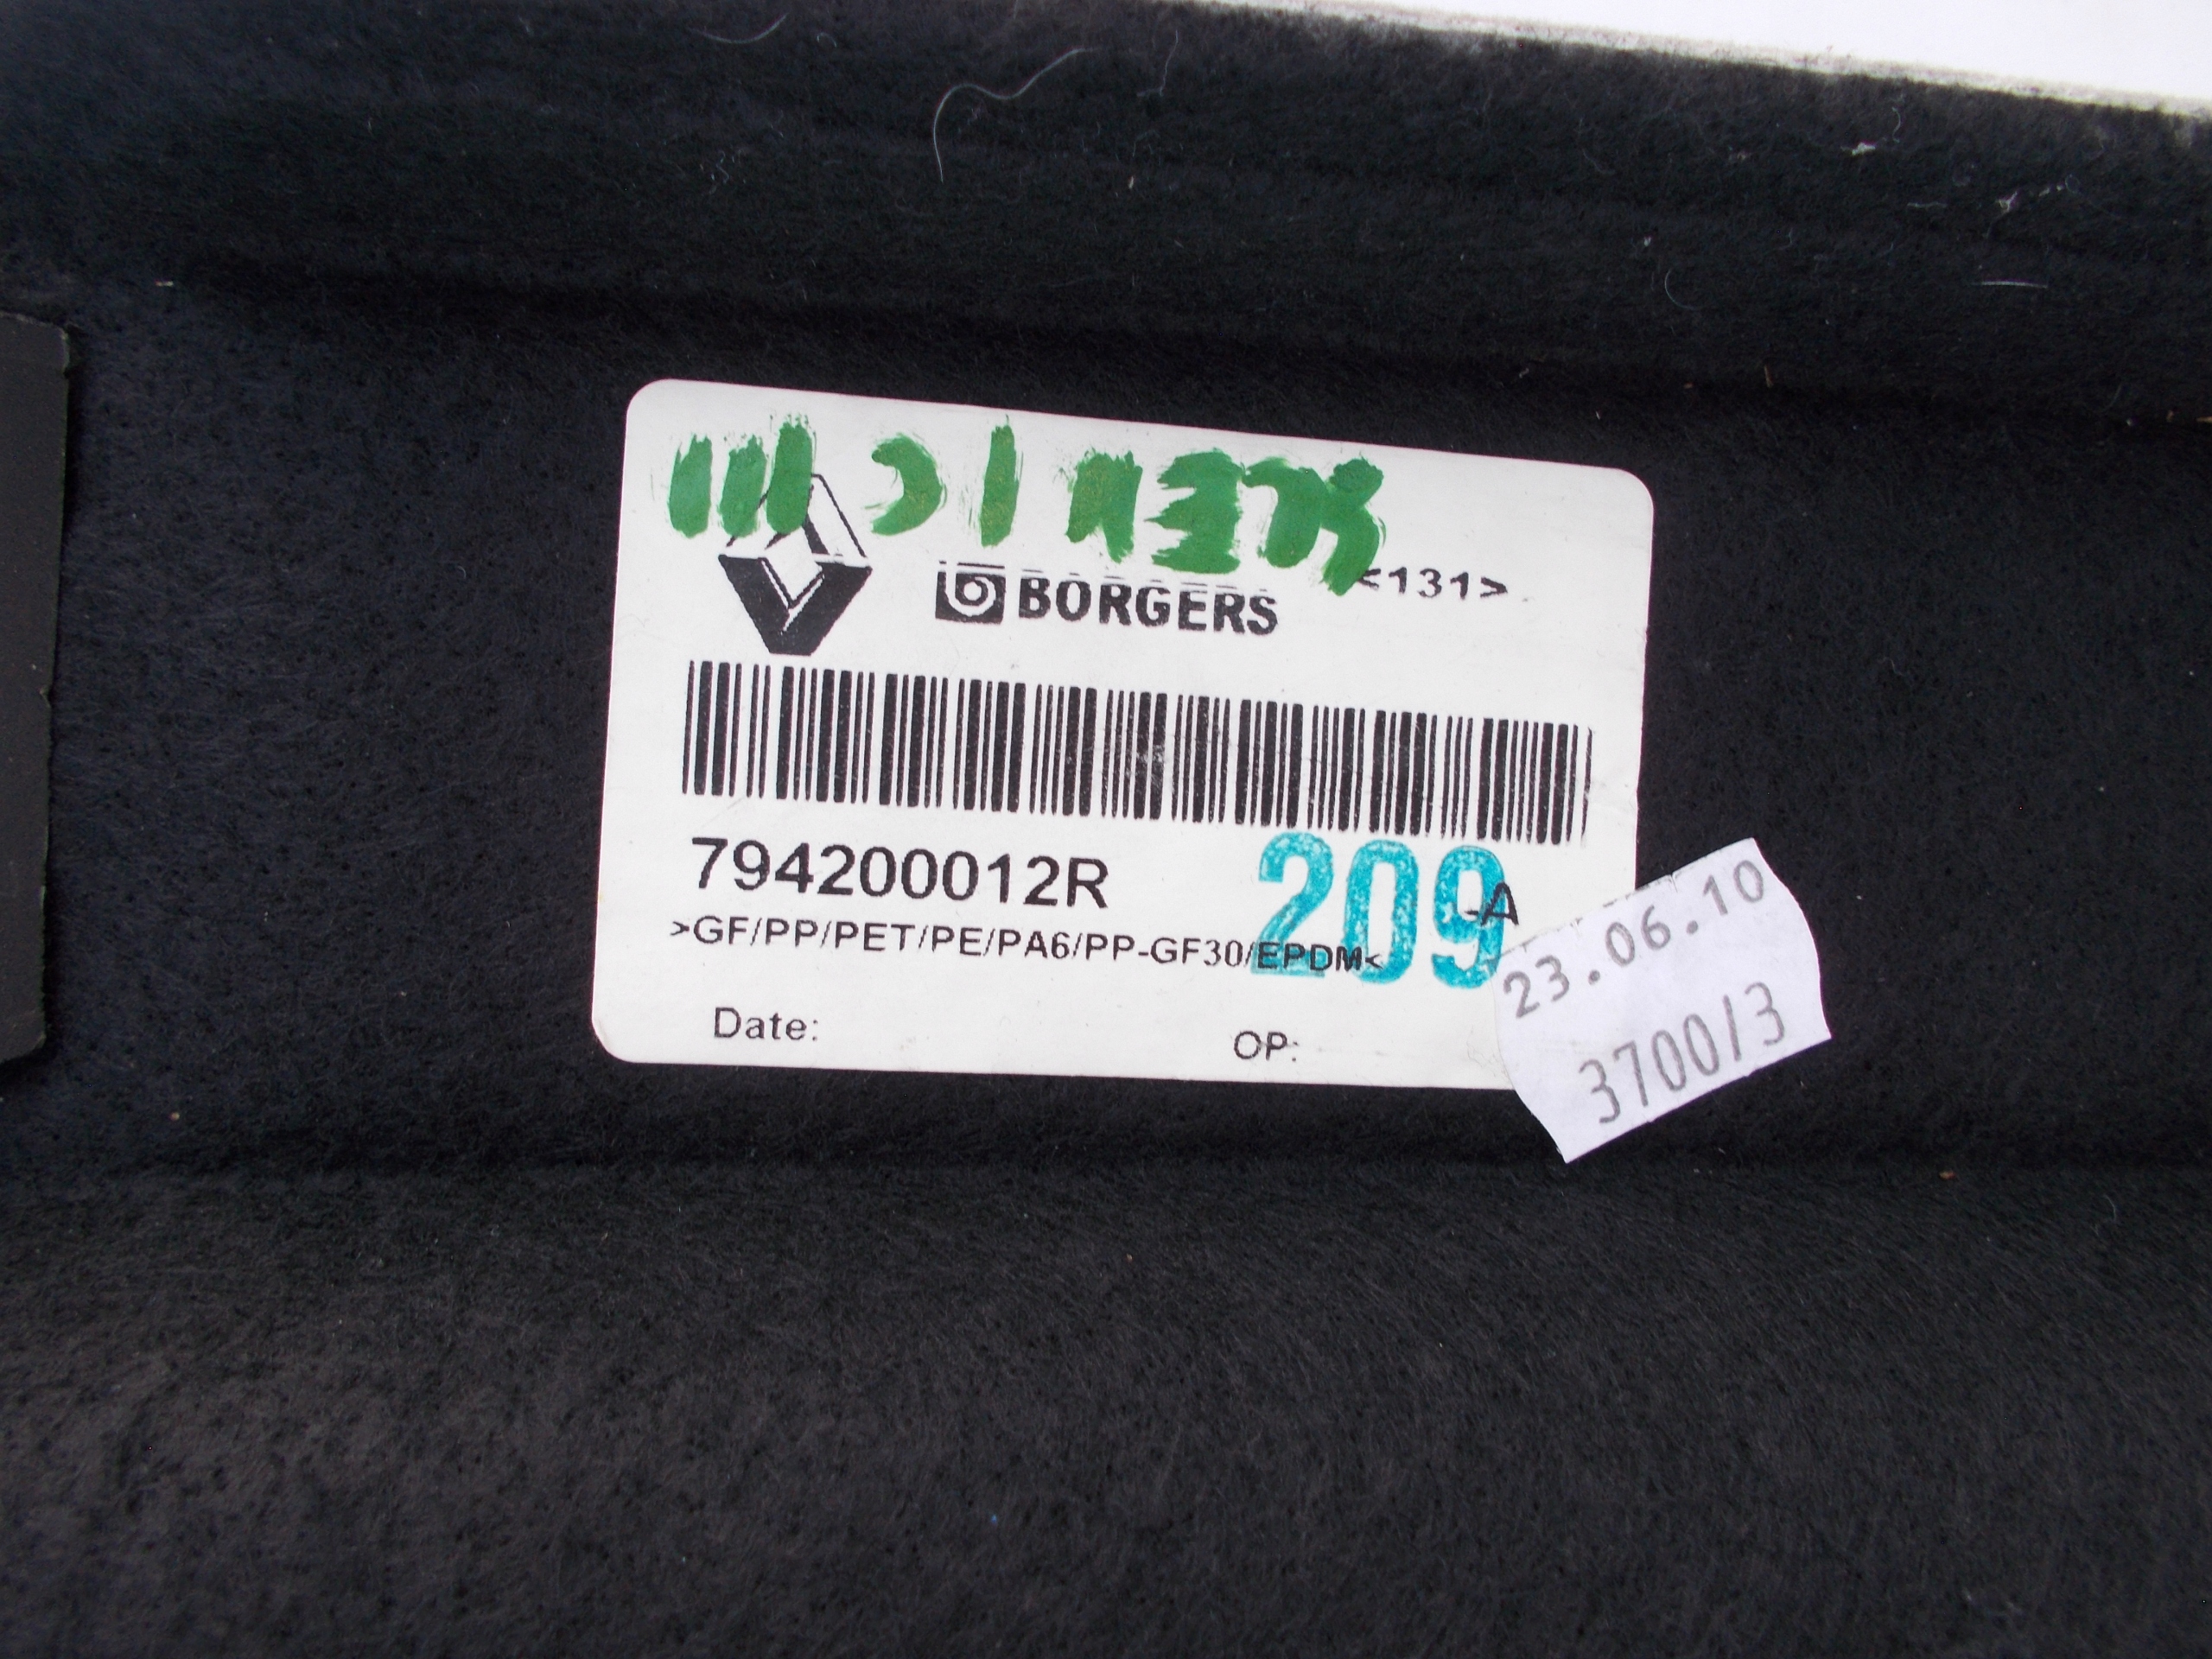 BORGERS
<131>
794200012R
209
-A
>GF/PP/PET/PE/PA6/PP-GF30/EPDM<
Date:
OP:
23.06.10
3700/3